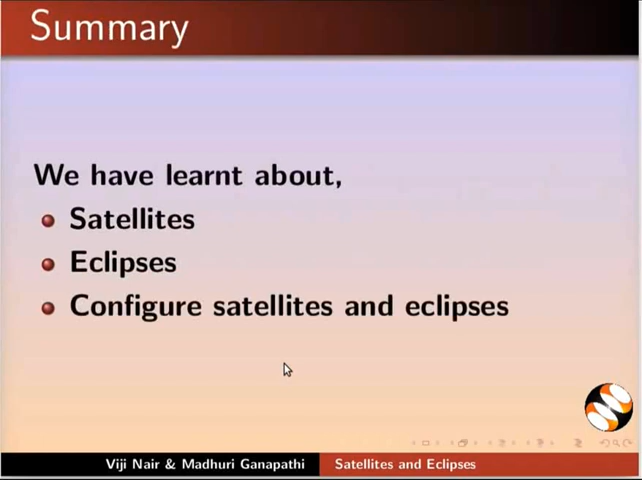 Summary
We have learnt about,
Satellites
Eclipses
Configure satellites and eclipses
Viji Nair & Madhuri Ganapathi Satellites and Eclipses